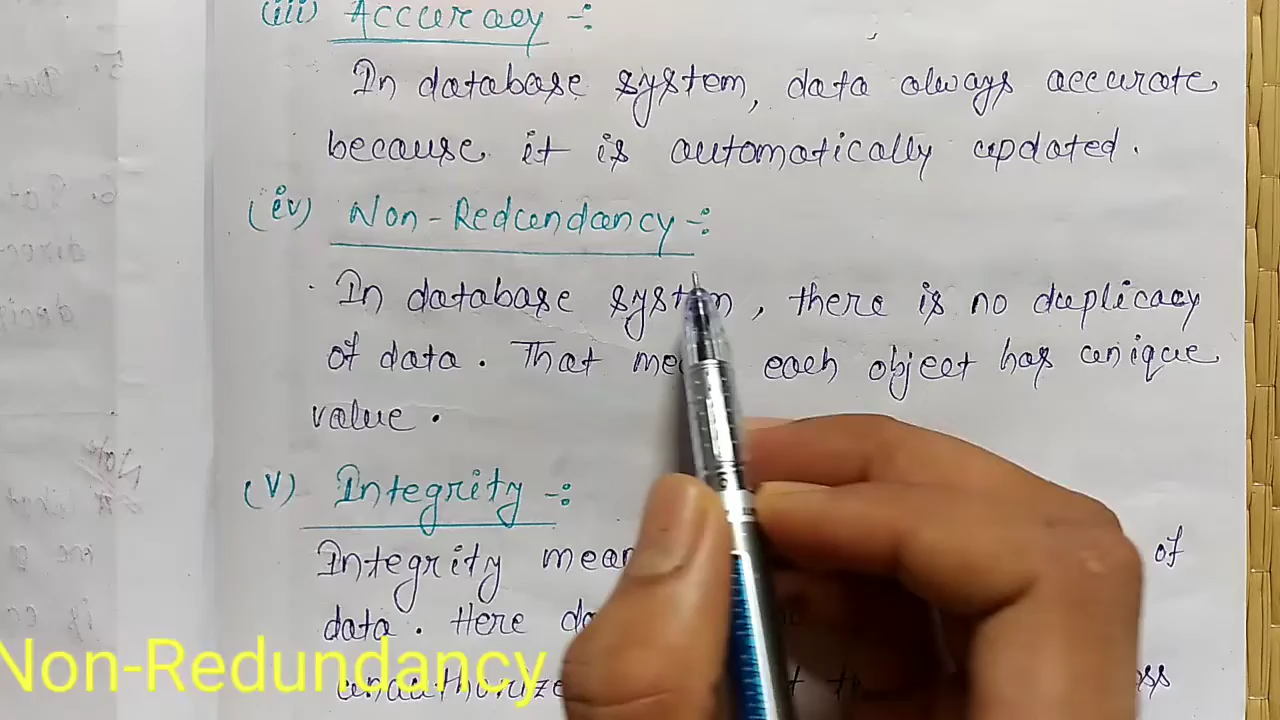 (iii) Accuracy -:
In database system, data always accurate
because it is automatically updated.
(iv) Non-Redundancy -:
In database system, there is no duplicacy
of data. That each object has unique
value.
(v) Integrity -:
Integrity of
data. Here
Non-Redundancy